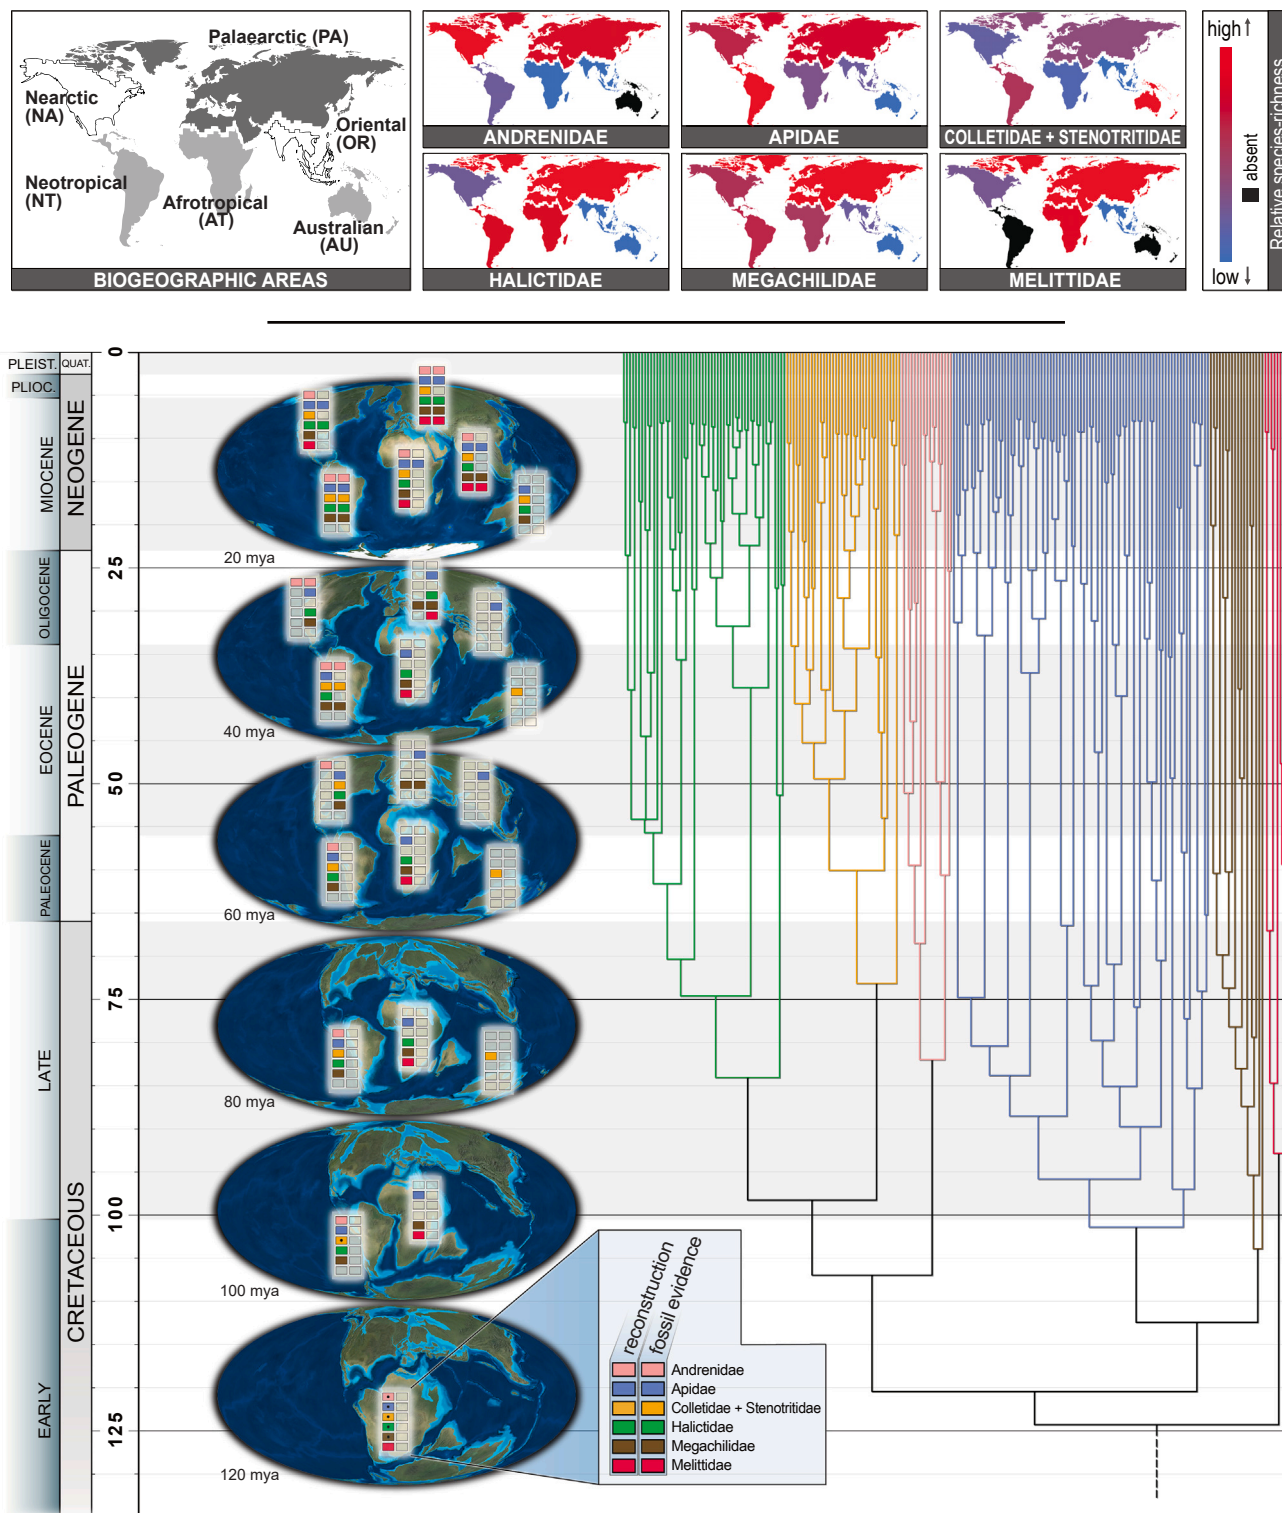 Palaearctic (PA)
Nearctic
(NA)
Oriental
(OR)
Neotropical
(NT)
Afrotropical
(AT)
Australian
(AU)
BIOGEOGRAPHIC AREAS
ANDRENIDAE
APIDAE
COLLETIDAE + STENOTRITIDAE
HALICTIDAE
MEGACHILIDAE
MELITTIDAE
high ↑
absent
low ↓
Relative species-richness
PLEIST.
QUAT.
PLIOC.
MIOCENE
NEOGENE
OLIGOCENE
EOCENE
PALEOGENE
PALEOCENE
LATE
CRETACEOUS
EARLY
0
25
50
75
100
125
20 mya
40 mya
60 mya
80 mya
100 mya
120 mya
reconstruction
fossil evidence
Andrenidae
Apidae
Colletidae + Stenotritidae
Halictidae
Megachilidae
Melittidae